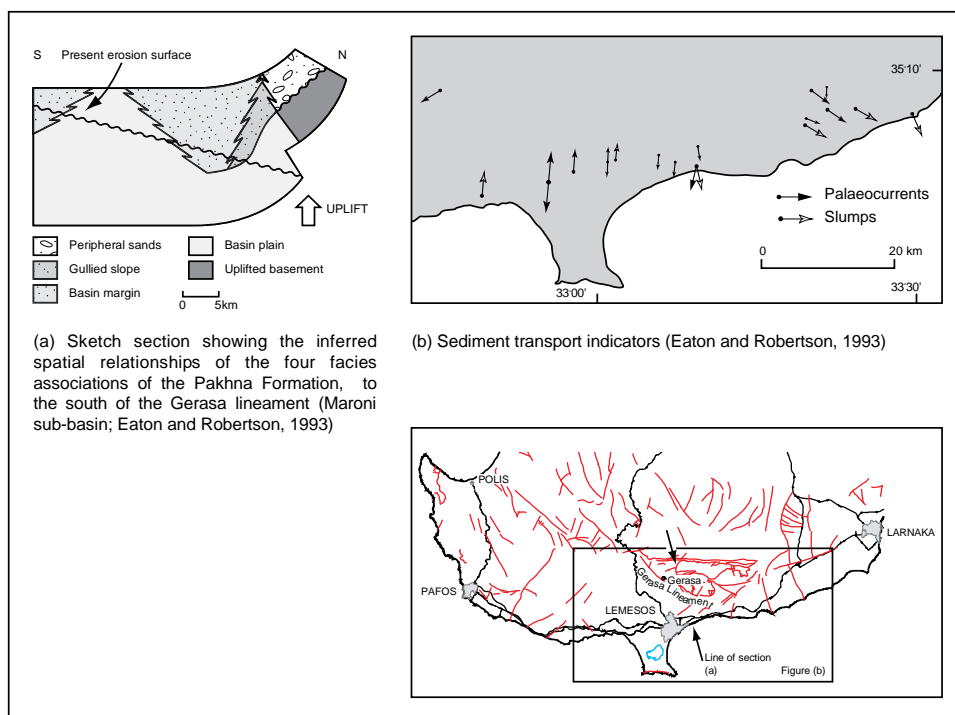 S Present erosion surface N
UPLIFT
Peripheral sands
Basin plain
Gullied slope
Uplifted basement
Basin margin
0 5km
(a) Sketch section showing the inferred
spatial relationships of the four facies
associations of the Pakhna Formation, to
the south of the Gerasa lineament (Maroni
sub-basin; Eaton and Robertson, 1993)
35°10'
Palaeocurrents
Slumps
0 20 km
33°00'
33°30'
(b) Sediment transport indicators (Eaton and Robertson, 1993)
POLIS
LARNAKA
Gerasa
Gerasa Lineament
PAFOS
LEMESOS
Line of section
(a)
Figure (b)